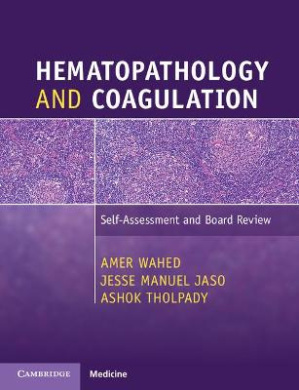 HEMATOPATHOLOGY
AND COAGULATION
Self-Assessment and Board Review
AMER WAHED
JESSE MANUEL JASO
ASHOK THOLPADY
CAMBRIDGE
Medicine